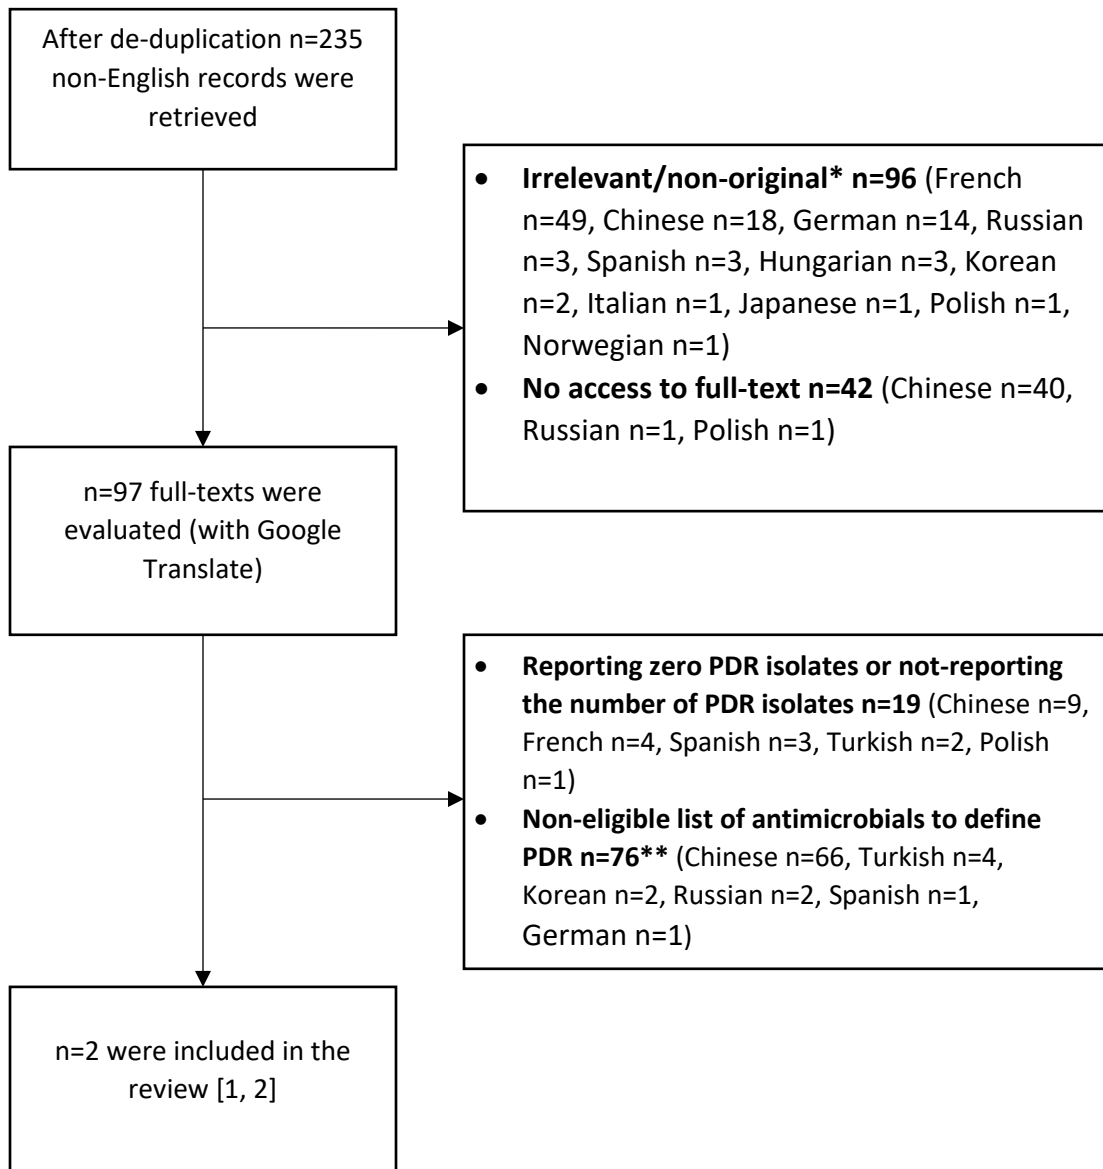 After de-duplication n=235
non-English records were
retrieved
• Irrelevant/non-original* n=96 (French
n=49, Chinese n=18, German n=14, Russian
n=3, Spanish n=3, Hungarian n=3, Korean
n=2, Italian n=1, Japanese n=1, Polish n=1,
Norwegian n=1)
• No access to full-text n=42 (Chinese n=40,
Russian n=1, Polish n=1)
n=97 full-texts were
evaluated (with Google
Translate)
• Reporting zero PDR isolates or not-reporting
the number of PDR isolates n=19 (Chinese n=9,
French n=4, Spanish n=3, Turkish n=2, Polish
n=1)
• Non-eligible list of antimicrobials to define
PDR n=76** (Chinese n=66, Turkish n=4,
Korean n=2, Russian n=2, Spanish n=1,
German n=1)
n=2 were included in the
review [1, 2]